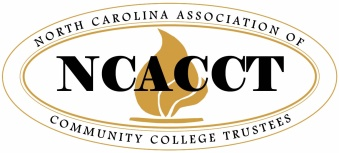 NORTH CAROLINA ASSOCIATION OF
NCACCT
COMMUNITY COLLEGE TRUSTEES